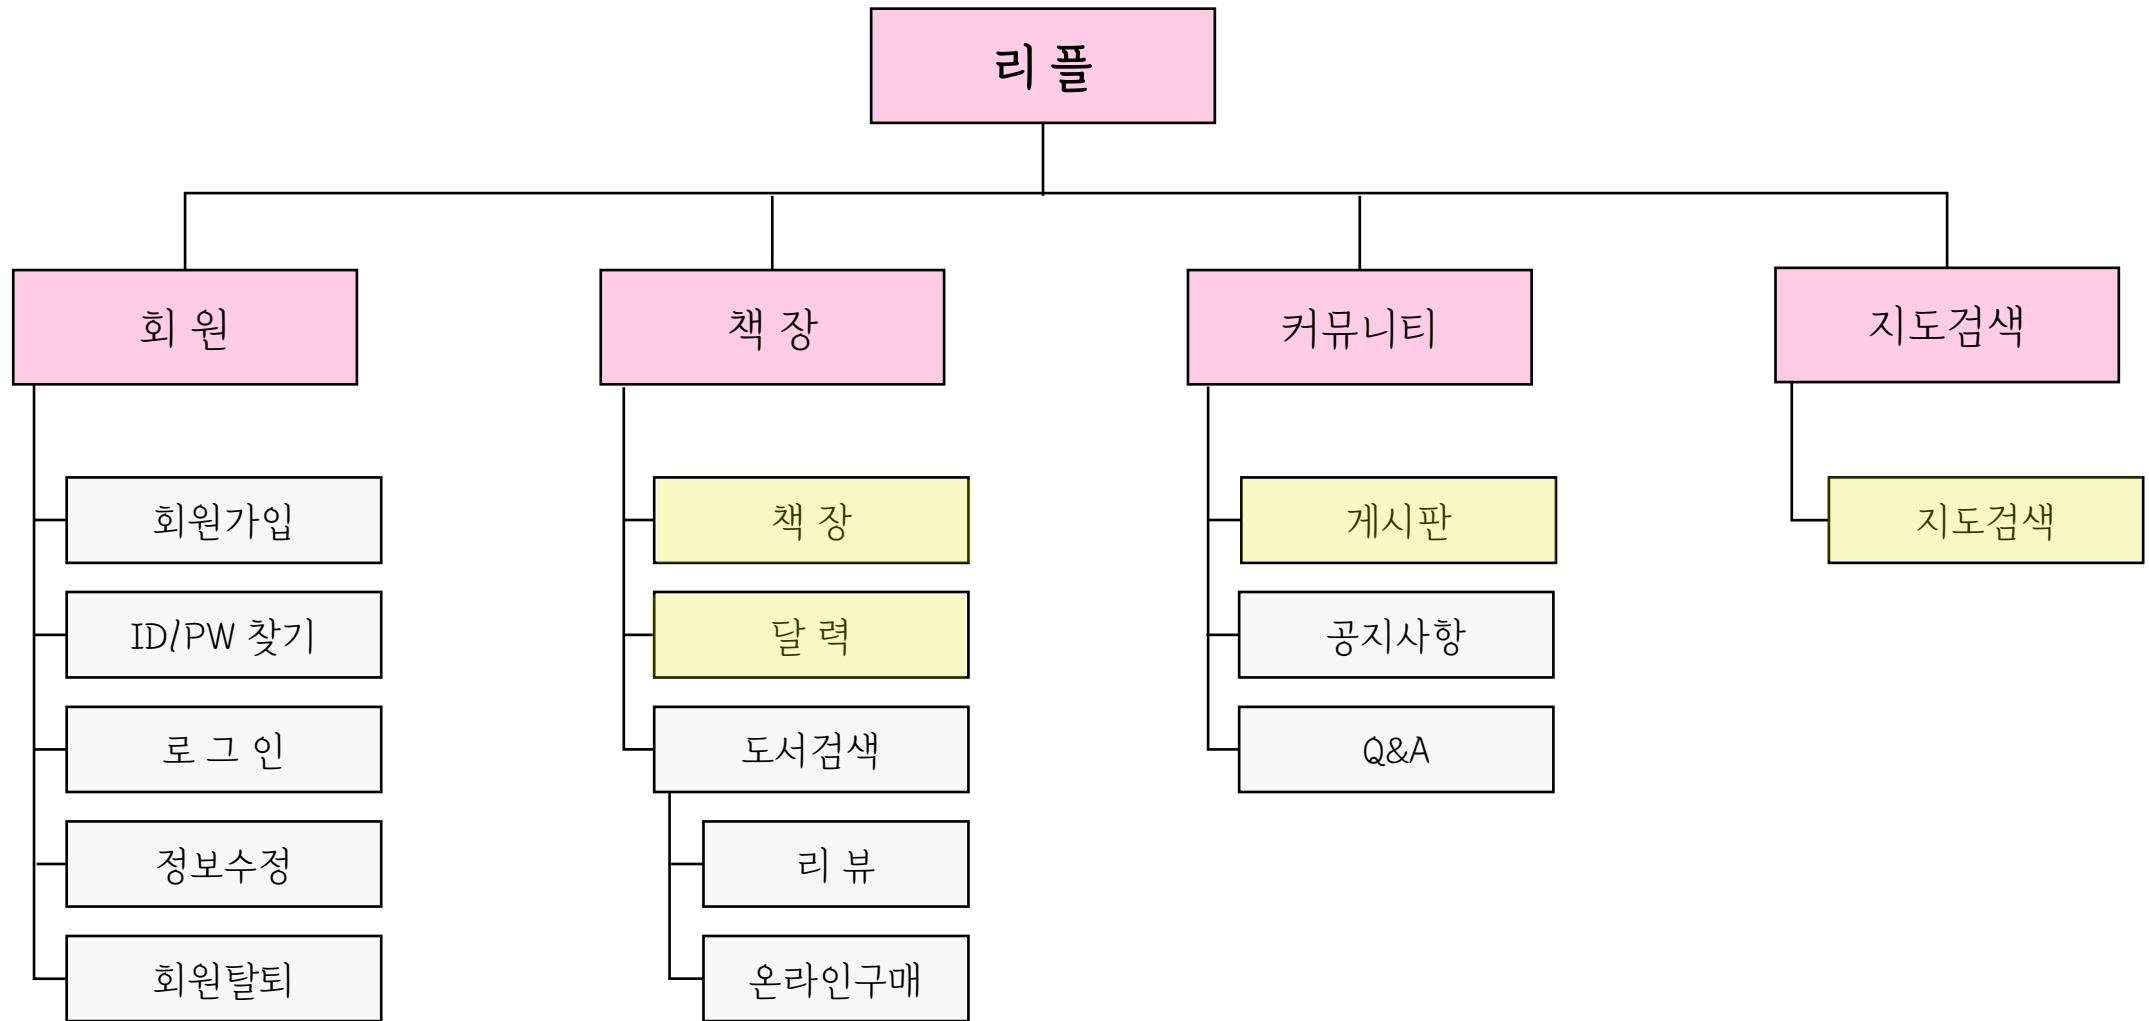 리 플
회 원
책 장
커뮤니티
지도검색
회원가입
ID/PW 찾기
로 그 인
정보수정
회원탈퇴
책 장
달 력
도서검색
리 뷰
온라인구매
게시판
공지사항
Q&A
지도검색